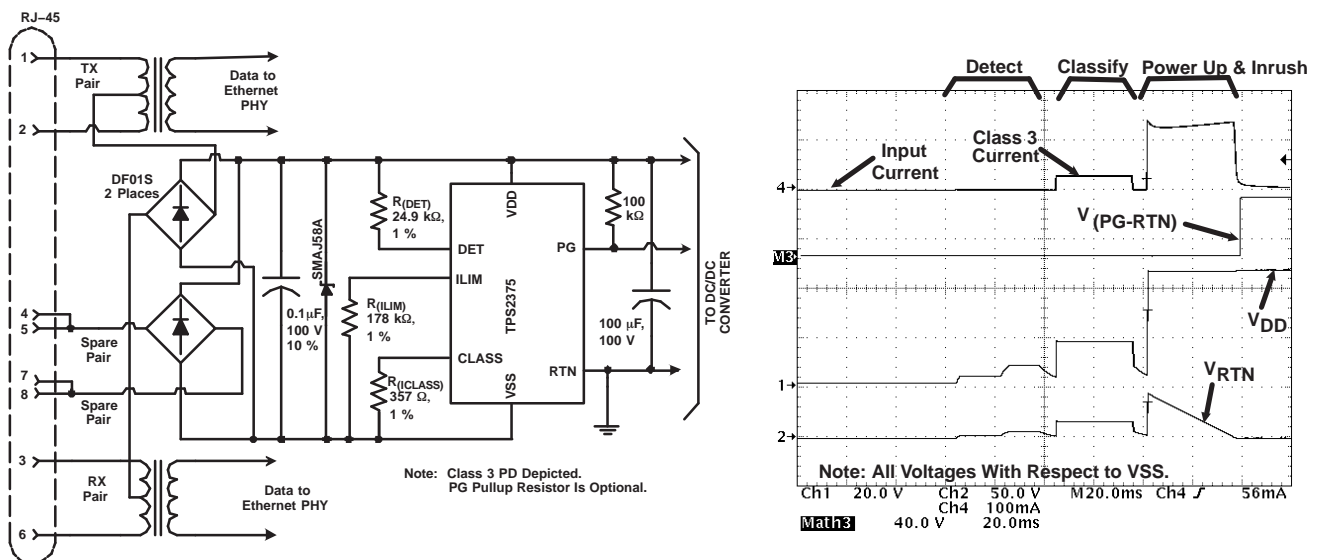 RJ–45
1
TX
Pair
2
Data to
Ethernet
PHY
DF01S
2 Places
4
5
Spare
Pair
7
8
Spare
Pair
3
RX
Pair
6
Data to
Ethernet PHY
0.1μF,
100 V
10 %
SMAJ58A
R(DET)
24.9 kΩ,
1 %
R(ILIM)
178 kΩ,
1 %
R(ICLASS)
357 Ω,
1 %
VDD
DET
ILIM
TPS2375
CLASS
VSS
PG
RTN
100
kΩ
100 μF,
100 V
TO DC/DC
CONVERTER
Note: Class 3 PD Depicted.
PG Pullup Resistor Is Optional.
Detect Classify Power Up & Inrush
Input
Current
Class 3
Current
4
V(PG-RTN)
M3
VDD
1
VRTN
2
Note: All Voltages With Respect to VSS.
Ch1 20.0 V Ch2 50.0 V M20.0ms Ch4 56mA
Ch4 100mA
Math3 40.0 V 20.0ms